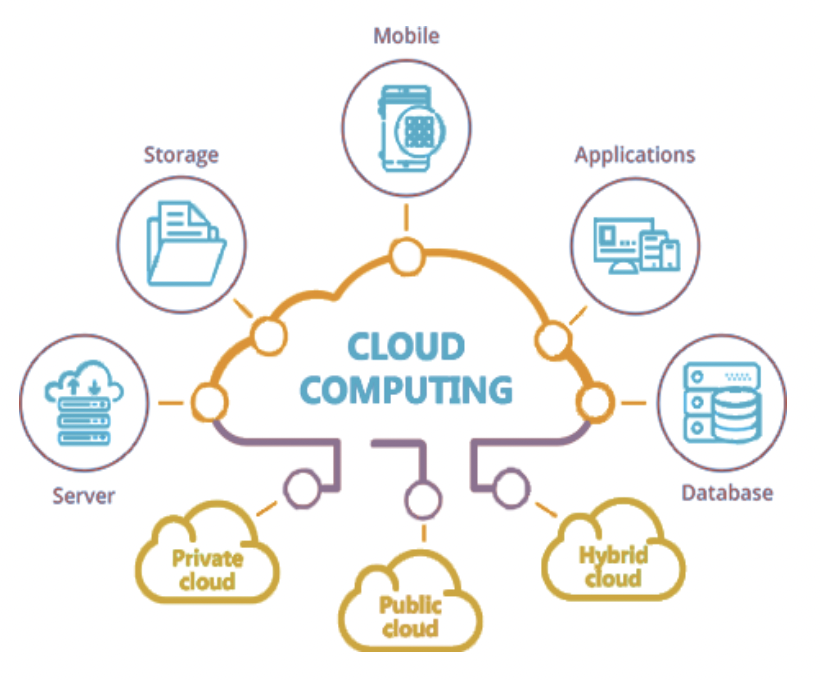 Mobile
Storage
Applications
CLOUD
COMPUTING
Server
Database
Private
cloud
Public
cloud
Hybrid
cloud